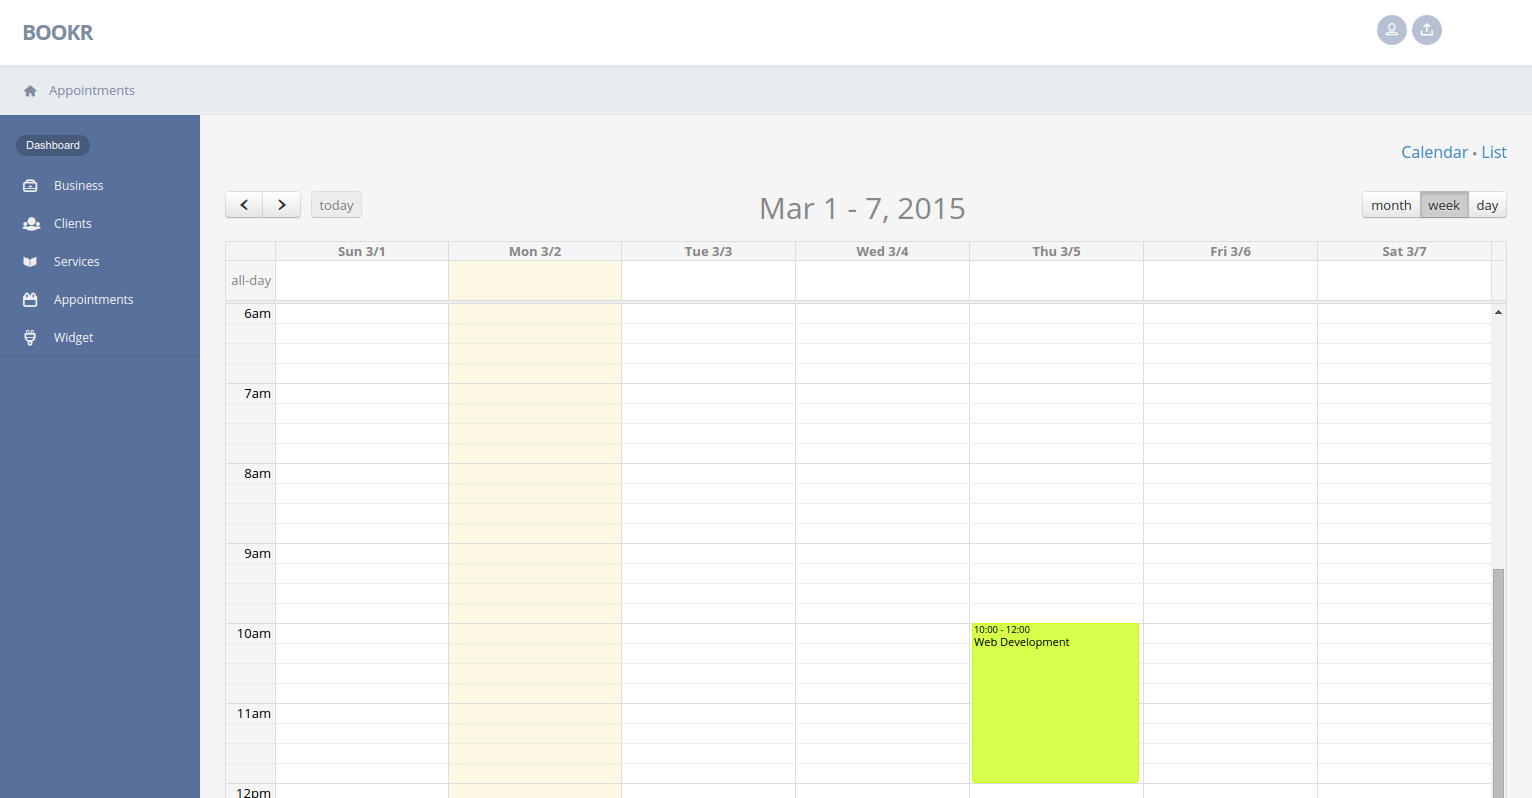 BOOKR
Appointments
Dashboard
Business
Clients
Services
Appointments
Widget
Calendar • List
today
Mar 1 - 7, 2015
month week day
Sun 3/1 Mon 3/2 Tue 3/3 Wed 3/4 Thu 3/5 Fri 3/6 Sat 3/7
all-day
6am
7am
8am
9am
10am
10:00 - 12:00
Web Development
11am
12pm